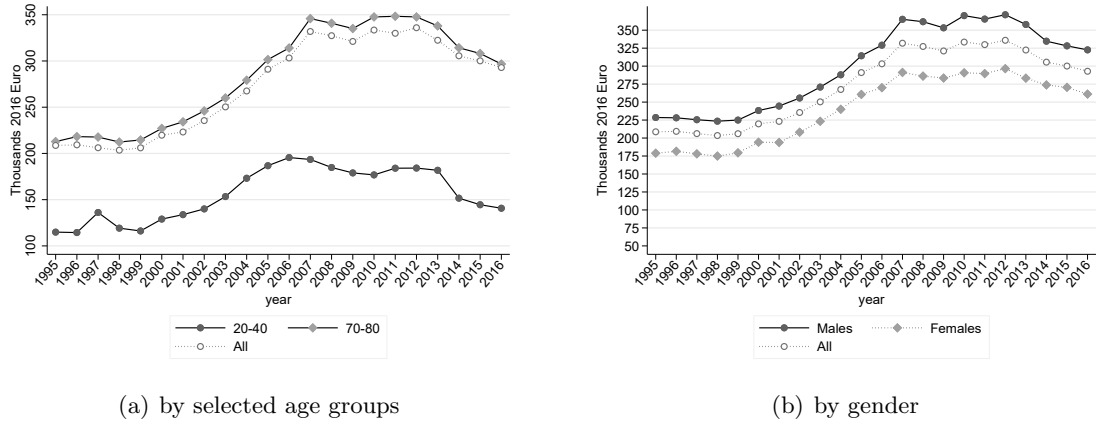 Thousands 2016 Euro
350
300
250
200
150
100
1995 1996 1997 1998 1999 2000 2001 2002 2003 2004 2005 2006 2007 2008 2009 2010 2011 2012 2013 2014 2015 2016
year
20-40 70-80
All
(a) by selected age groups
Thousands 2016 Euro
350
325
300
275
250
225
200
175
150
125
100
75
50
1995 1996 1997 1998 1999 2000 2001 2002 2003 2004 2005 2006 2007 2008 2009 2010 2011 2012 2013 2014 2015 2016
year
Males Females
All
(b) by gender